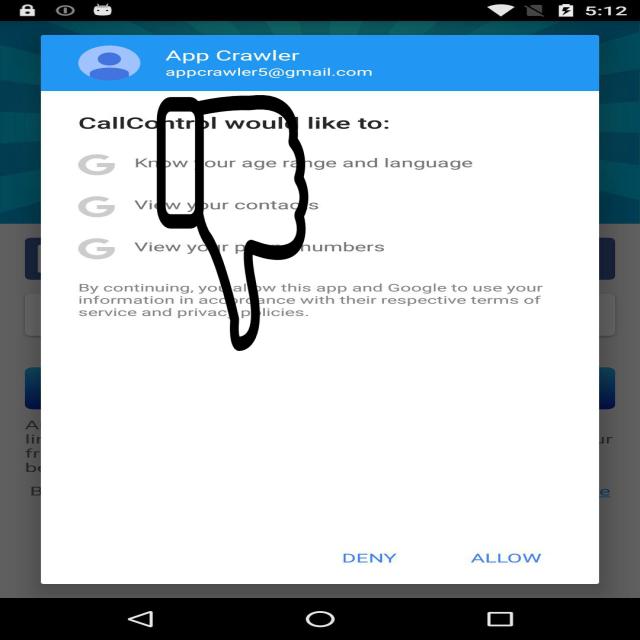 5:12
App Crawler
appcrawler5@gmail.com
CallControl would like to:
Know your age range and language
View your contacts
View your phone numbers
By continuing, you allow this app and Google to use your
information in accordance with their respective terms of
service and privacy policies.
DENY ALLOW